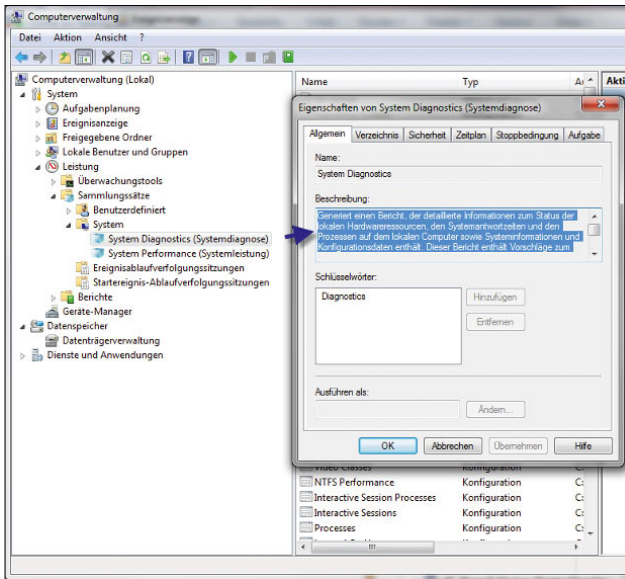 Computerverwaltung
Datei Aktion Ansicht ?
Computerverwaltung (Lokal)
System
Aufgabenplanung
Ereignisanzeige
Freigegebene Ordner
Lokale Benutzer und Gruppen
Leistung
Überwachungstools
Sammlungssätze
Benutzerdefiniert
System
System Diagnostics (Systemdiagnose)
System Performance (Systemleistung)
Ereignisablaufverfolgungssitzungen
Startereignis-Ablaufverfolgungssitzungen
Berichte
Geräte-Manager
Datenspeicher
Datenträgerverwaltung
Dienste und Anwendungen
Name Typ
Eigenschaften von System Diagnostics (Systemdiagnose)
Allgemein Verzeichnis Sicherheit Zeitplan Stoppbedingung Aufgabe
Name:
System Diagnostics
Beschreibung:
Generiert einen Bericht, der detaillierte Informationen zum Status der
lokalen Hardwareressourcen, den Systemantwortzeiten und den
Prozessen auf dem lokalen Computer sowie Systeminformationen und
Konfigurationsdaten enthält. Dieser Bericht enthält Vorschläge zum
Schlüsselwörter:
Diagnostics
Hinzufügen
Entfernen
Ausführen als:
Ändern...
OK Abbrechen Übernehmen Hilfe
Video Classes Konfiguration C:
NTFS Performance Konfiguration C:
Interactive Session Processes Konfiguration C:
Interactive Sessions Konfiguration C:
Processes Konfiguration C: